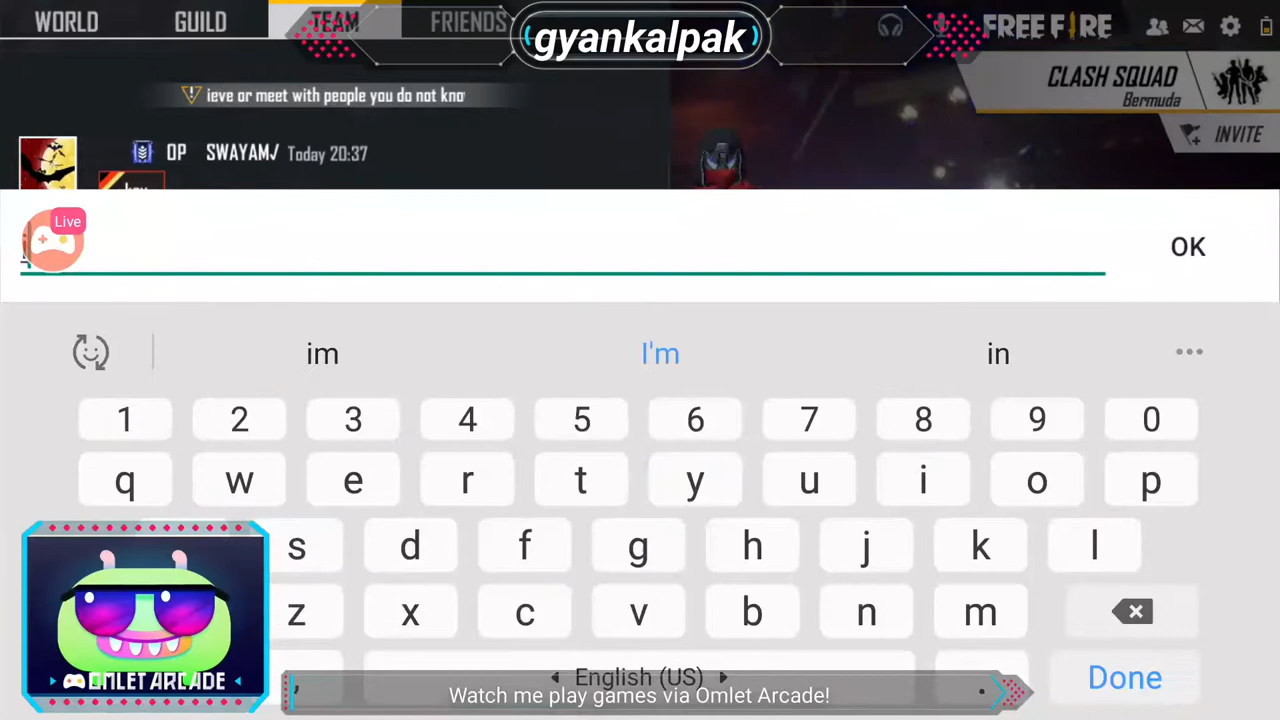 WORLD GUILD TEAM FRIENDS
gyankalpak
FREE FIRE
CLASH SQUAD
Bermuda
INVITE
ieve or meet with people you do not kno
OP SWAYAM√ Today 20:37
Live
OK
im I'm in
1 2 3 4 5 6 7 8 9 0
q w e r t y u i o p
s d f g h j k l
z x c v b n m
, English (US) . Done
OMLET ARCADE
Watch me play games via Omlet Arcade!